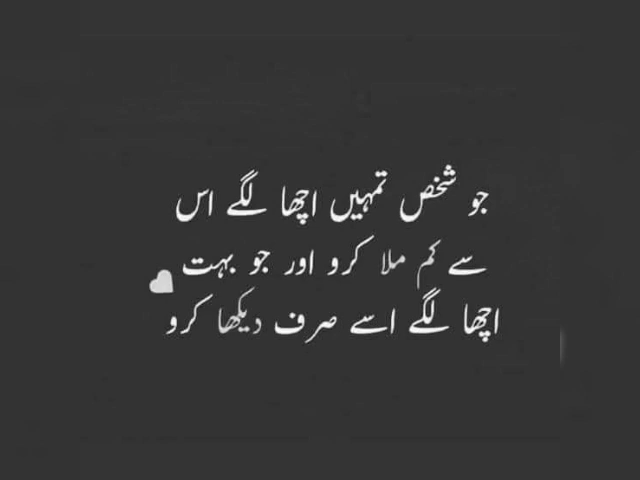 جو شخص تمہیں اچھا لگے اس
سے کم ملا کرو اور جو بہت
اچھا لگے اسے صرف دیکھا کرو